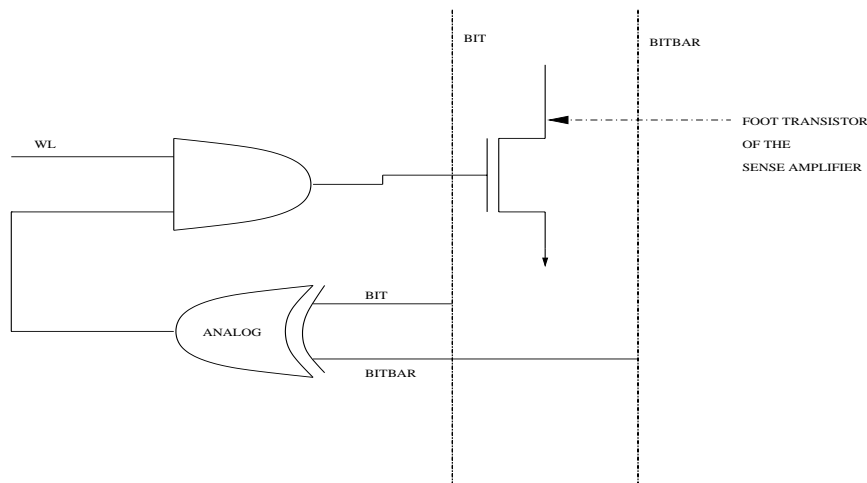 BIT
BITBAR
WL
FOOT TRANSISTOR
OF THE
SENSE AMPLIFIER
BIT
ANALOG
BITBAR